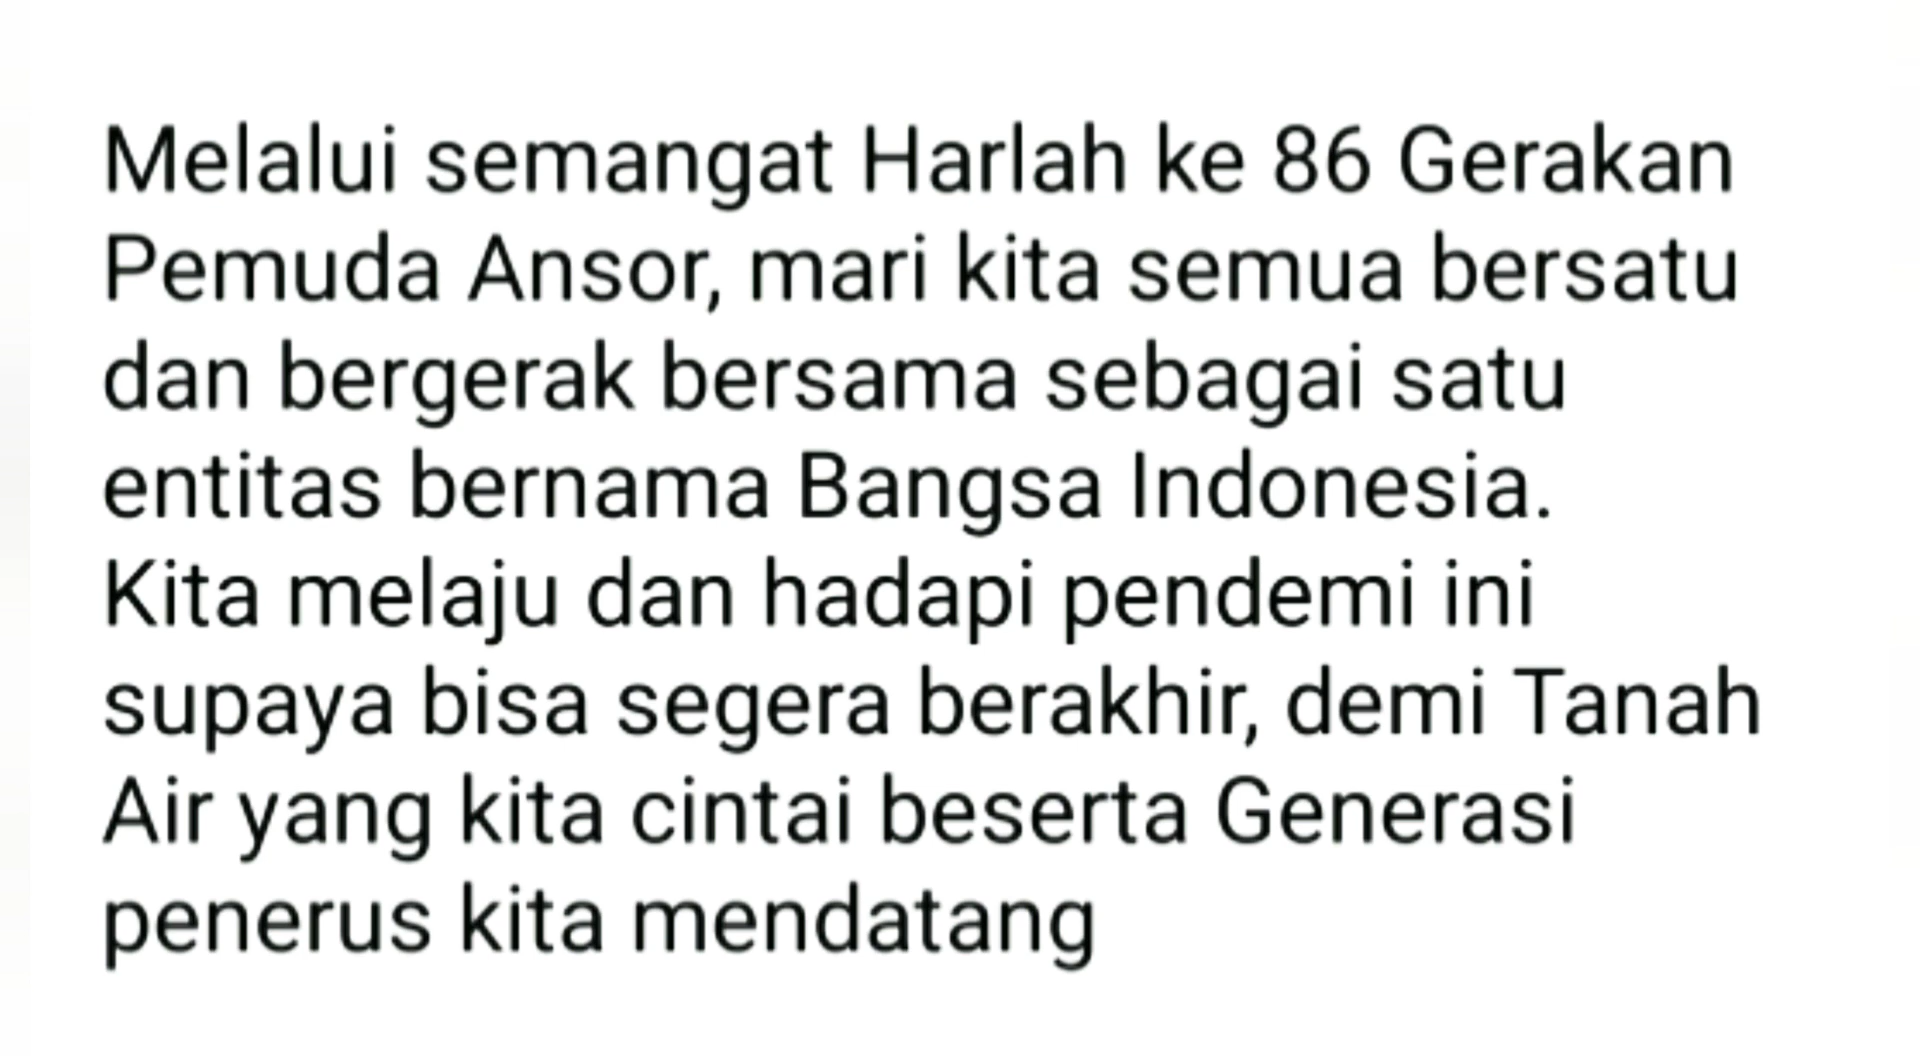 Melalui semangat Harlah ke 86 Gerakan
Pemuda Ansor, mari kita semua bersatu
dan bergerak bersama sebagai satu
entitas bernama Bangsa Indonesia.
Kita melaju dan hadapi pendemi ini
supaya bisa segera berakhir, demi Tanah
Air yang kita cintai beserta Generasi
penerus kita mendatang